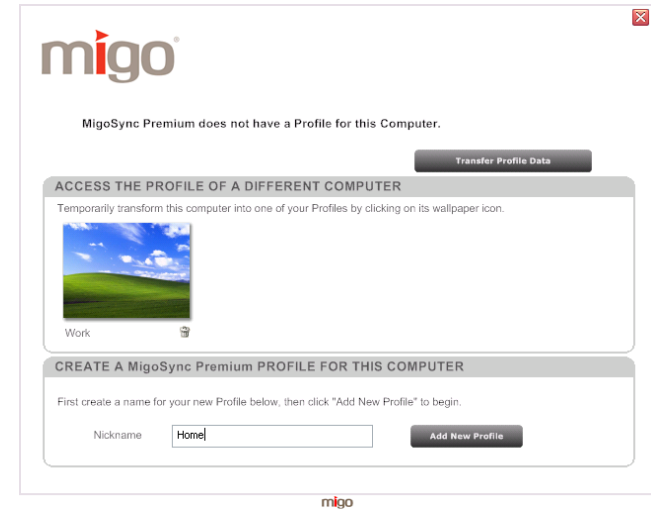 migo
MigoSync Premium does not have a Profile for this Computer.
Transfer Profile Data
ACCESS THE PROFILE OF A DIFFERENT COMPUTER
Temporarily transform this computer into one of your Profiles by clicking on its wallpaper icon.
Work
CREATE A MigoSync Premium PROFILE FOR THIS COMPUTER
First create a name for your new Profile below, then click "Add New Profile" to begin.
Nickname Home Add New Profile
migo